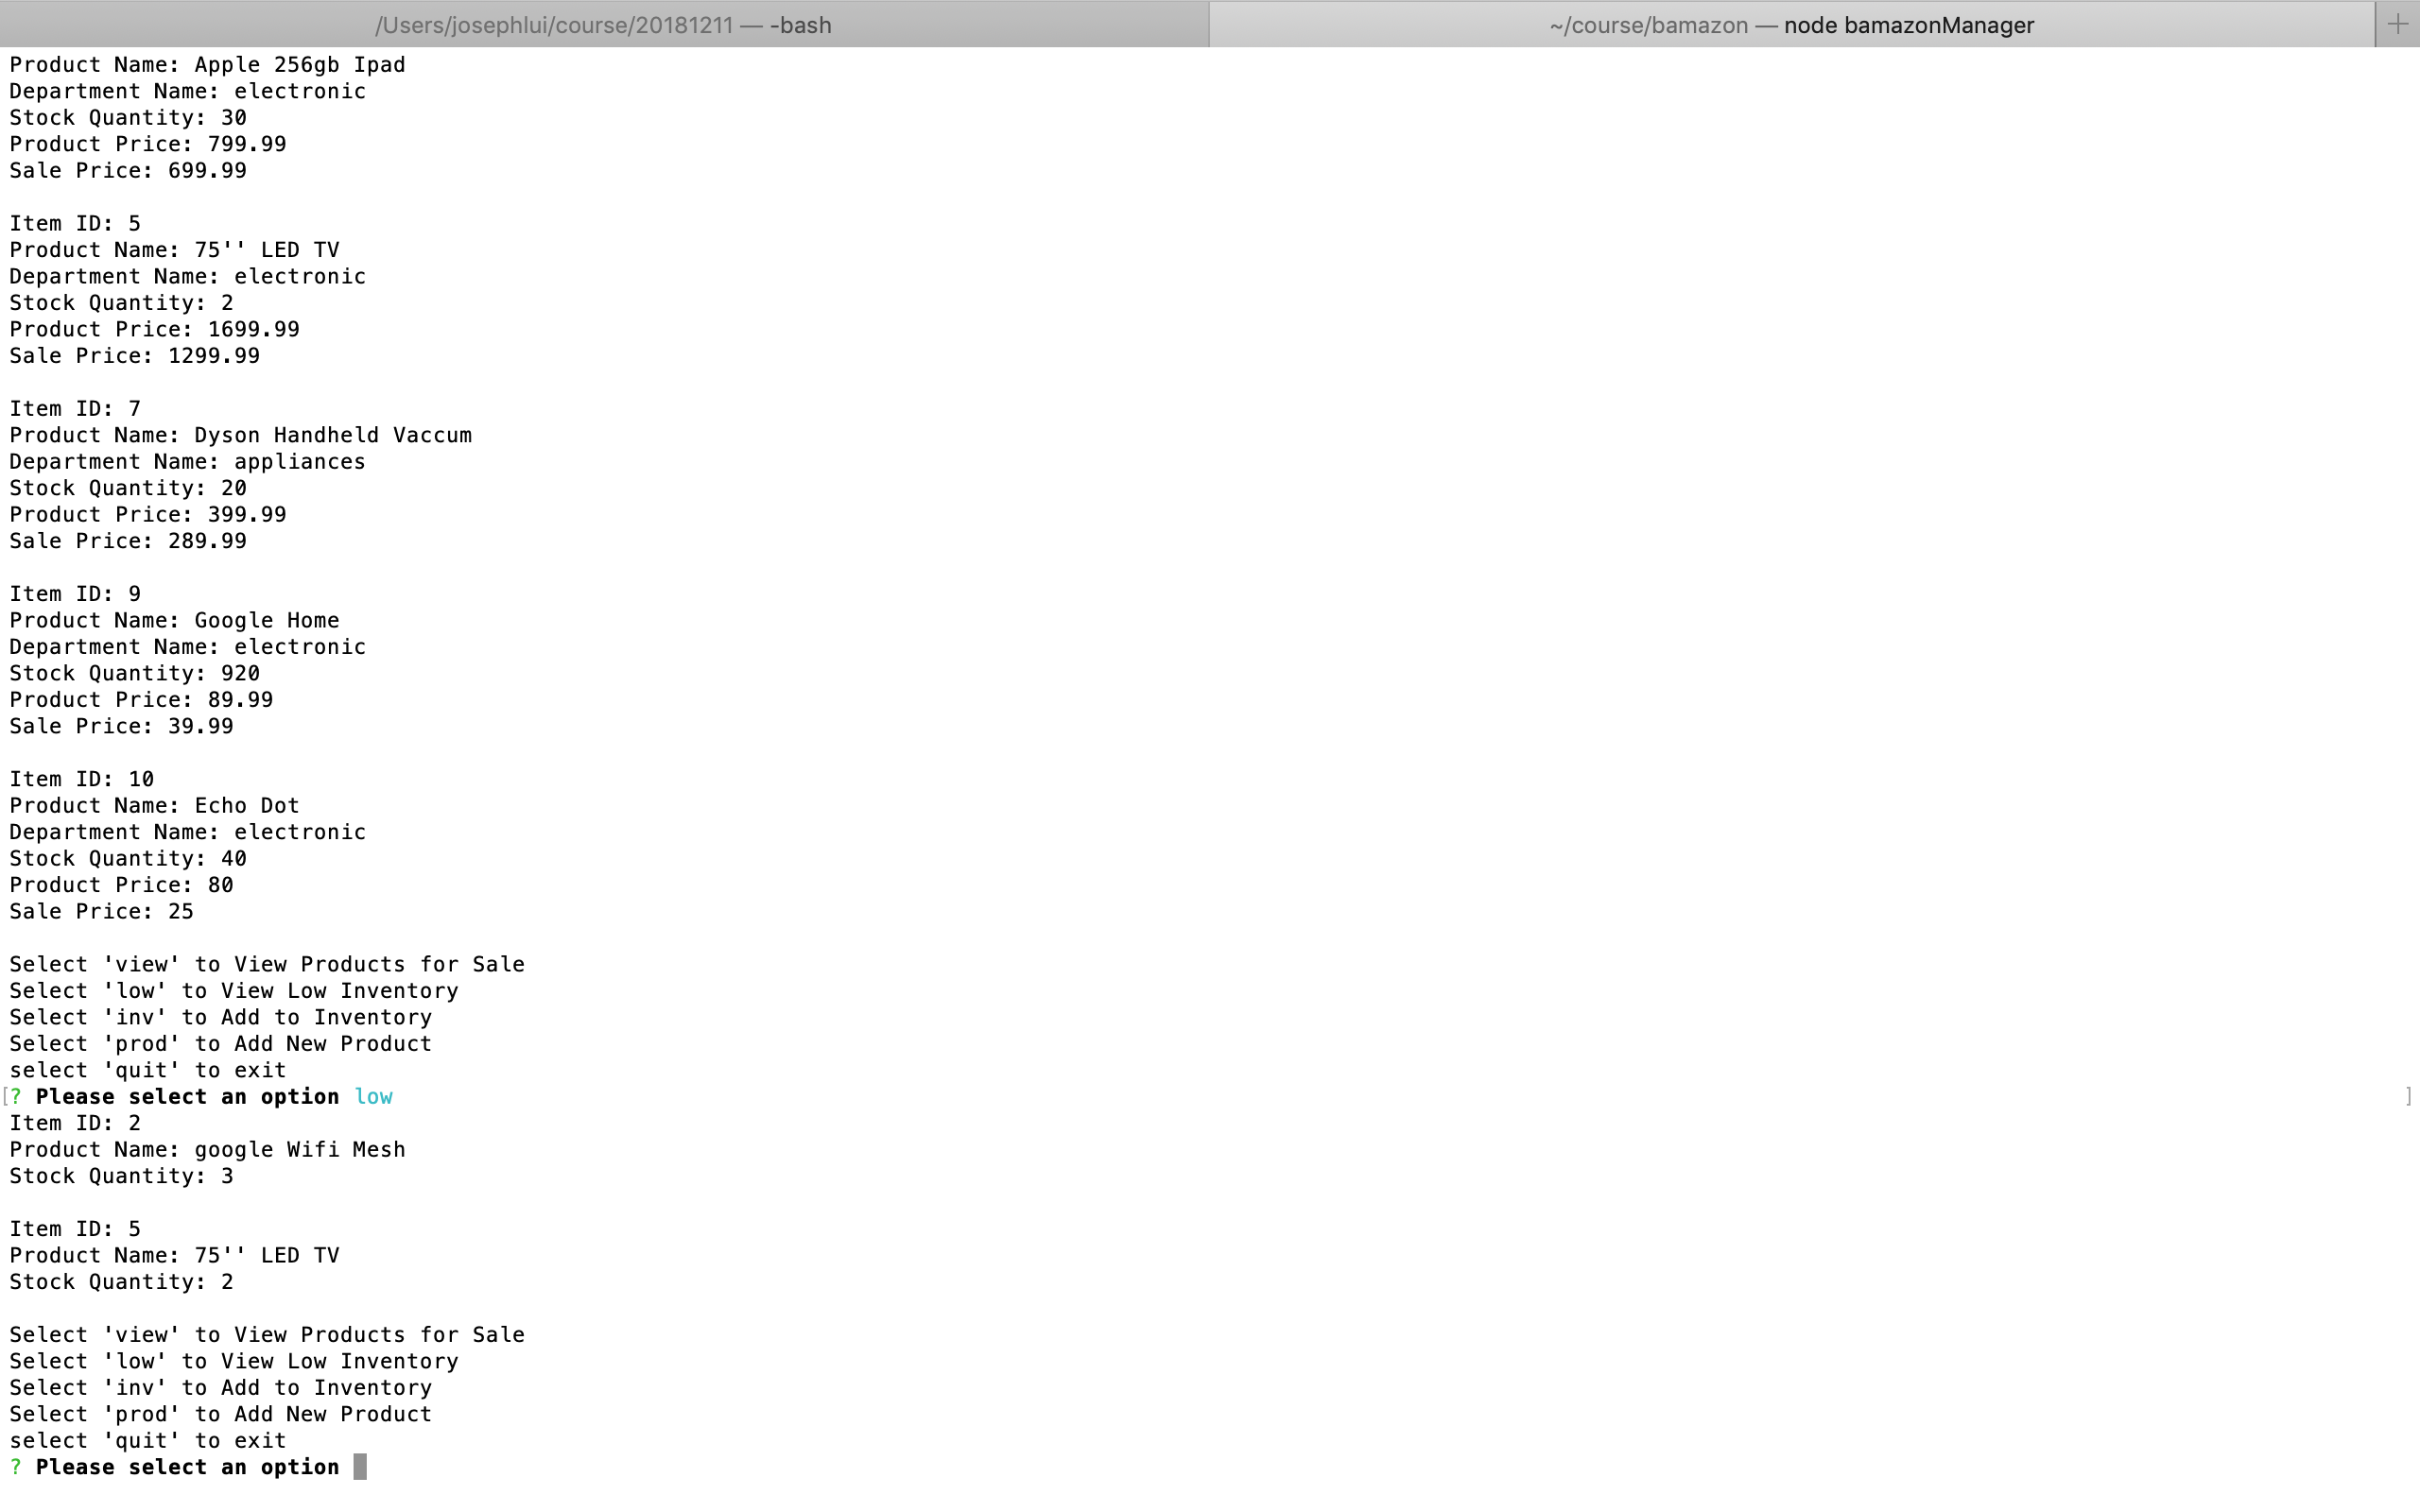 /Users/josephlui/course/20181211 — -bash
~/course/bamazon — node bamazonManager
Product Name: Apple 256gb Ipad
Department Name: electronic
Stock Quantity: 30
Product Price: 799.99
Sale Price: 699.99
Item ID: 5
Product Name: 75'' LED TV
Department Name: electronic
Stock Quantity: 2
Product Price: 1699.99
Sale Price: 1299.99
Item ID: 7
Product Name: Dyson Handheld Vaccum
Department Name: appliances
Stock Quantity: 20
Product Price: 399.99
Sale Price: 289.99
Item ID: 9
Product Name: Google Home
Department Name: electronic
Stock Quantity: 920
Product Price: 89.99
Sale Price: 39.99
Item ID: 10
Product Name: Echo Dot
Department Name: electronic
Stock Quantity: 40
Product Price: 80
Sale Price: 25
Select 'view' to View Products for Sale
Select 'low' to View Low Inventory
Select 'inv' to Add to Inventory
Select 'prod' to Add New Product
select 'quit' to exit
[? Please select an option low ]
Item ID: 2
Product Name: google Wifi Mesh
Stock Quantity: 3
Item ID: 5
Product Name: 75'' LED TV
Stock Quantity: 2
Select 'view' to View Products for Sale
Select 'low' to View Low Inventory
Select 'inv' to Add to Inventory
Select 'prod' to Add New Product
select 'quit' to exit
? Please select an option